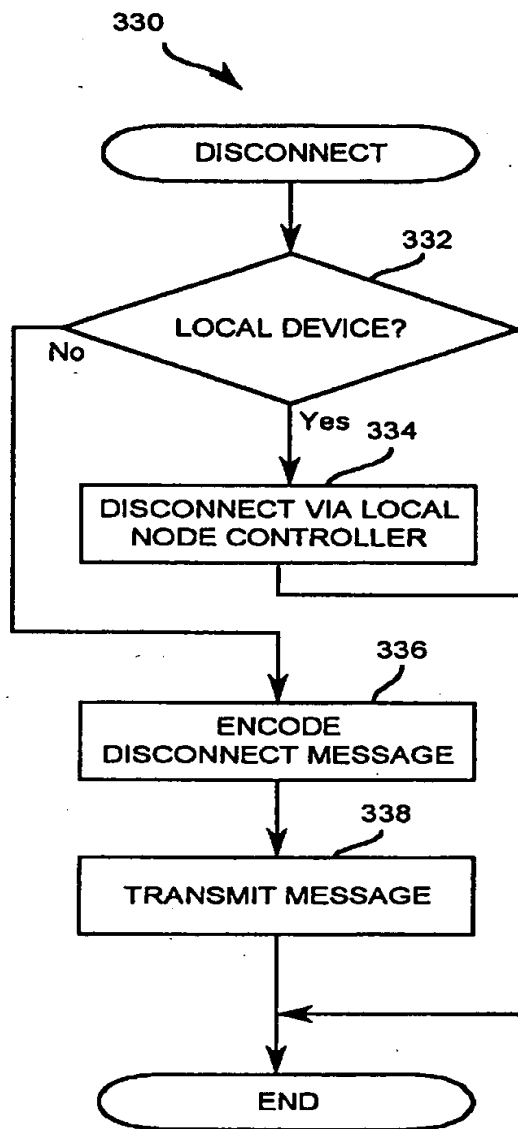 330
DISCONNECT
332
LOCAL DEVICE?
No
Yes
334
DISCONNECT VIA LOCAL
NODE CONTROLLER
336
ENCODE
DISCONNECT MESSAGE
338
TRANSMIT MESSAGE
END